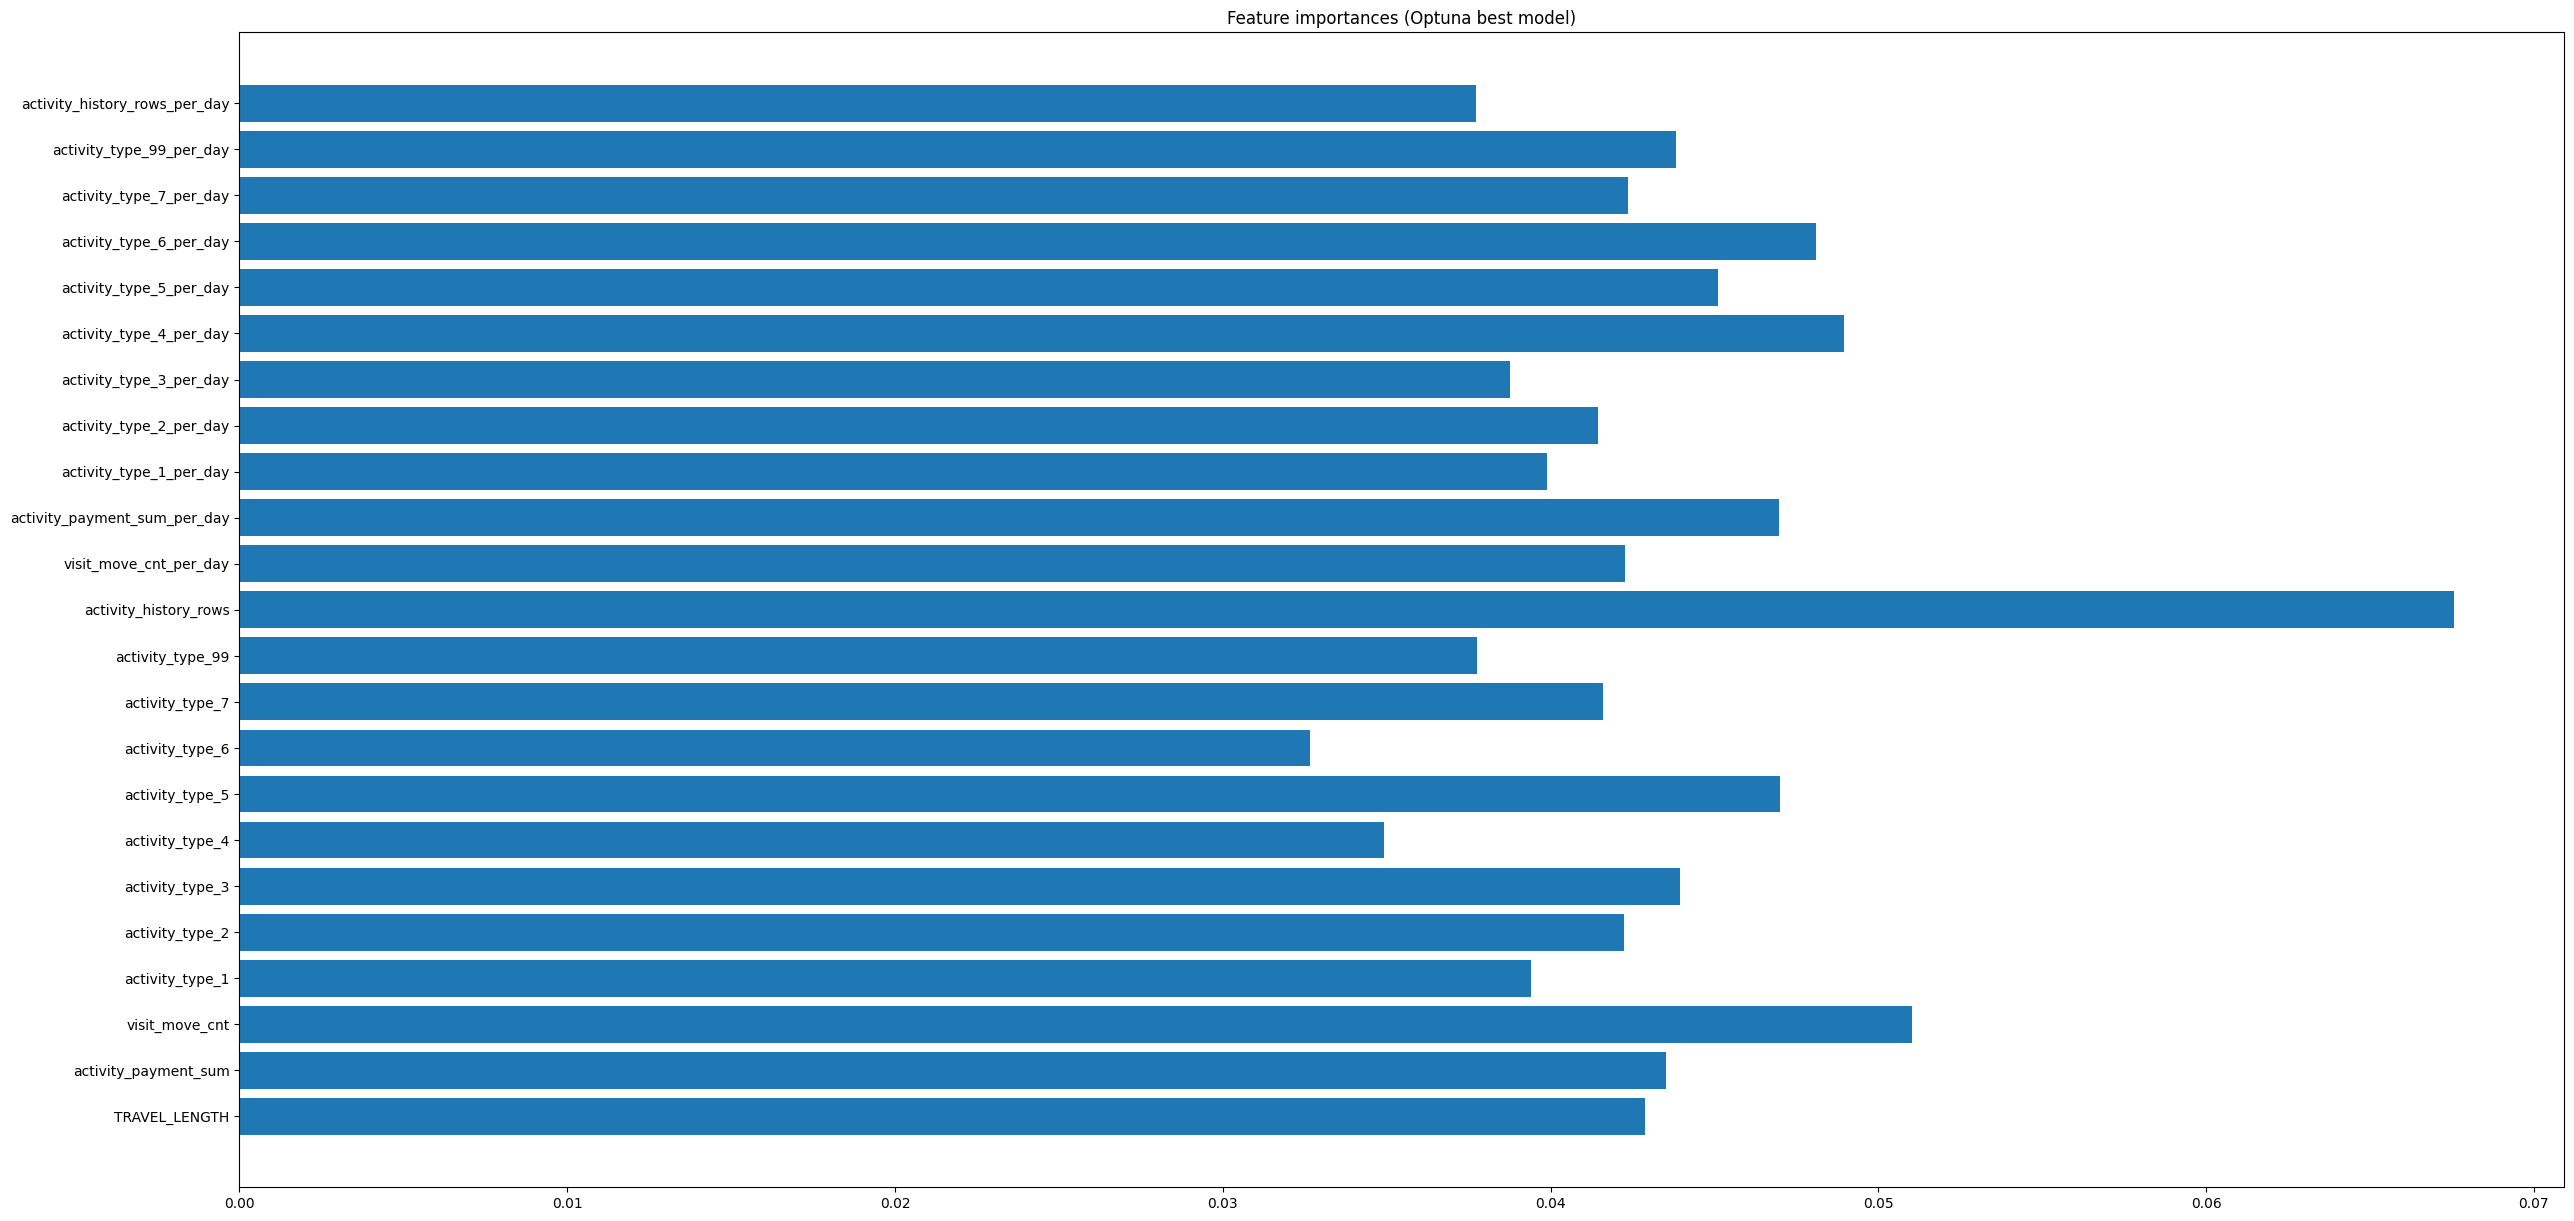 Feature importances (Optuna best model)
activity_history_rows_per_day
activity_type_99_per_day
activity_type_7_per_day
activity_type_6_per_day
activity_type_5_per_day
activity_type_4_per_day
activity_type_3_per_day
activity_type_2_per_day
activity_type_1_per_day
activity_payment_sum_per_day
visit_move_cnt_per_day
activity_history_rows
activity_type_99
activity_type_7
activity_type_6
activity_type_5
activity_type_4
activity_type_3
activity_type_2
activity_type_1
visit_move_cnt
activity_payment_sum
TRAVEL_LENGTH
0.00 0.01 0.02 0.03 0.04 0.05 0.06 0.07